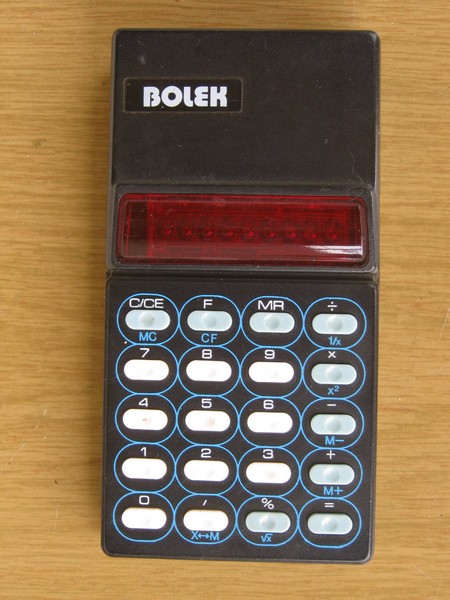 BOLEK
C/CE F MR ÷
MC CF 1/x
7 8 9 ×
x²
4 5 6 −
M−
1 2 3 +
M+
0 , % =
X↔M √x